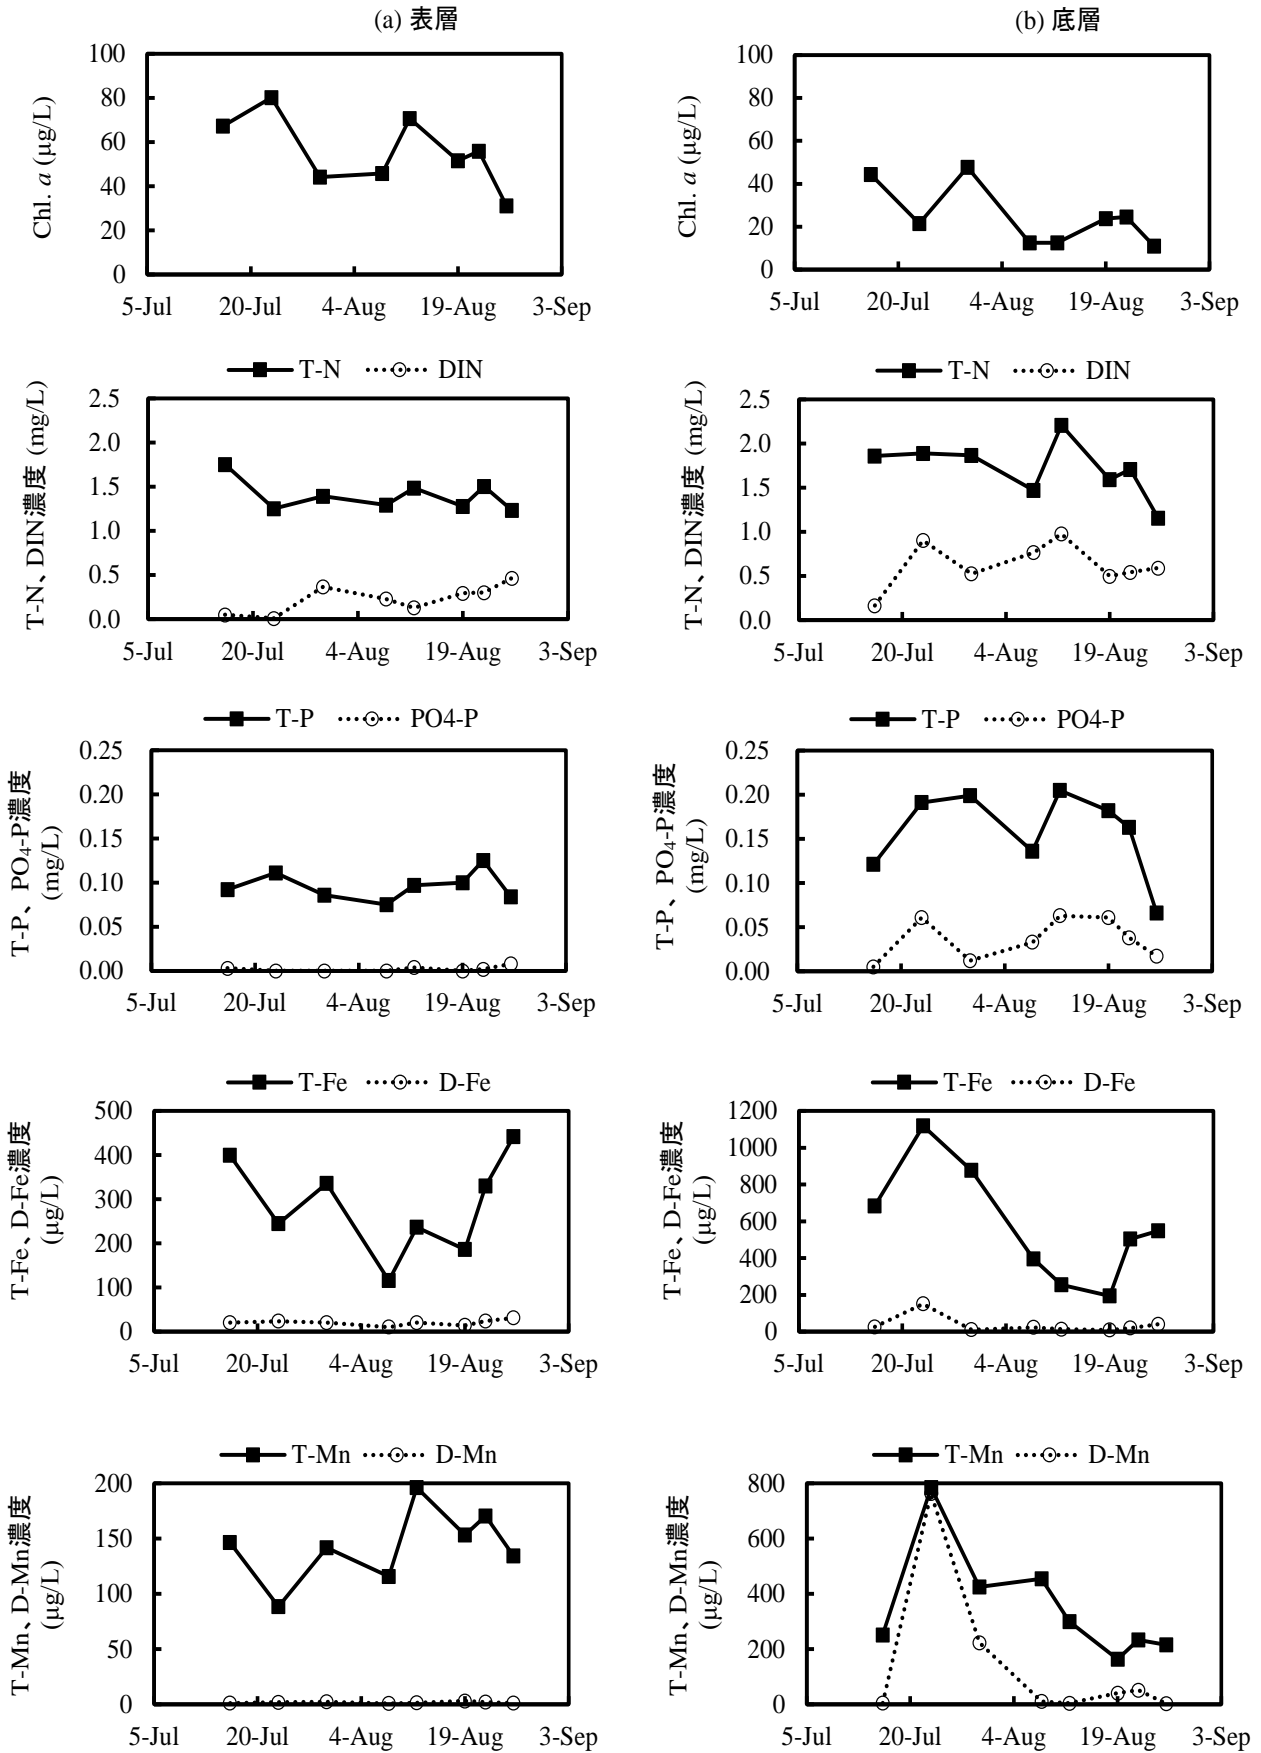 (a) 表層
(b) 底層
Chl. a (μg/L)
100
80
60
40
20
0
5-Jul 20-Jul 4-Aug 19-Aug 3-Sep
Chl. a (μg/L)
100
80
60
40
20
0
5-Jul 20-Jul 4-Aug 19-Aug 3-Sep
T-N DIN
T-N、DIN濃度 (mg/L)
2.5
2.0
1.5
1.0
0.5
0.0
5-Jul 20-Jul 4-Aug 19-Aug 3-Sep
T-N DIN
T-N、DIN濃度 (mg/L)
2.5
2.0
1.5
1.0
0.5
0.0
5-Jul 20-Jul 4-Aug 19-Aug 3-Sep
T-P PO4-P
T-P、PO₄-P濃度
(mg/L)
0.25
0.20
0.15
0.10
0.05
0.00
5-Jul 20-Jul 4-Aug 19-Aug 3-Sep
T-P PO4-P
T-P、PO₄-P濃度
(mg/L)
0.25
0.20
0.15
0.10
0.05
0.00
5-Jul 20-Jul 4-Aug 19-Aug 3-Sep
T-Fe D-Fe
T-Fe、D-Fe濃度
(μg/L)
500
400
300
200
100
0
5-Jul 20-Jul 4-Aug 19-Aug 3-Sep
T-Fe D-Fe
T-Fe、D-Fe濃度
(μg/L)
1200
1000
800
600
400
200
0
5-Jul 20-Jul 4-Aug 19-Aug 3-Sep
T-Mn D-Mn
T-Mn、D-Mn濃度
(μg/L)
200
150
100
50
0
5-Jul 20-Jul 4-Aug 19-Aug 3-Sep
T-Mn D-Mn
T-Mn、D-Mn濃度
(μg/L)
800
600
400
200
0
5-Jul 20-Jul 4-Aug 19-Aug 3-Sep